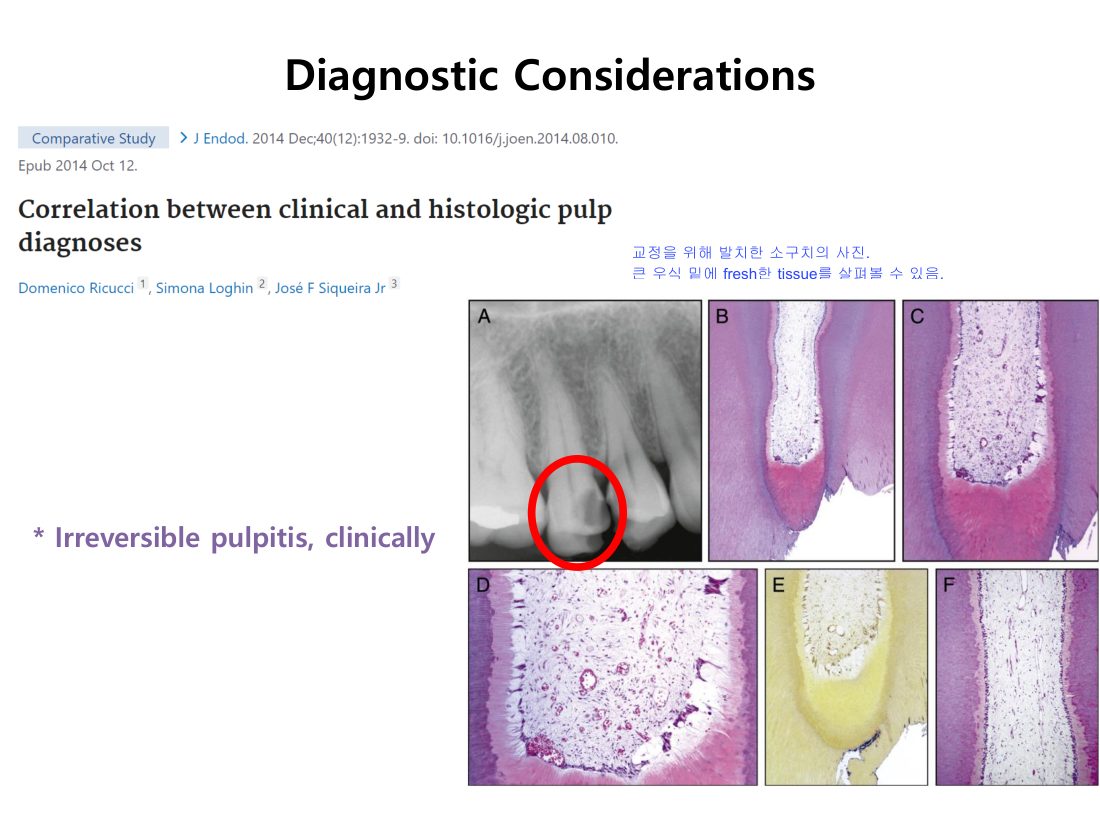 Diagnostic Considerations
Comparative Study > J Endod. 2014 Dec;40(12):1932-9. doi: 10.1016/j.joen.2014.08.010.
Epub 2014 Oct 12.
Correlation between clinical and histologic pulp
diagnoses
Domenico Ricucci 1, Simona Loghin 2, José F Siqueira Jr 3
교정을 위해 발치한 소구치의 사진.
큰 우식 밑에 fresh한 tissue를 살펴볼 수 있음.
A
B
C
* Irreversible pulpitis, clinically
D
E
F